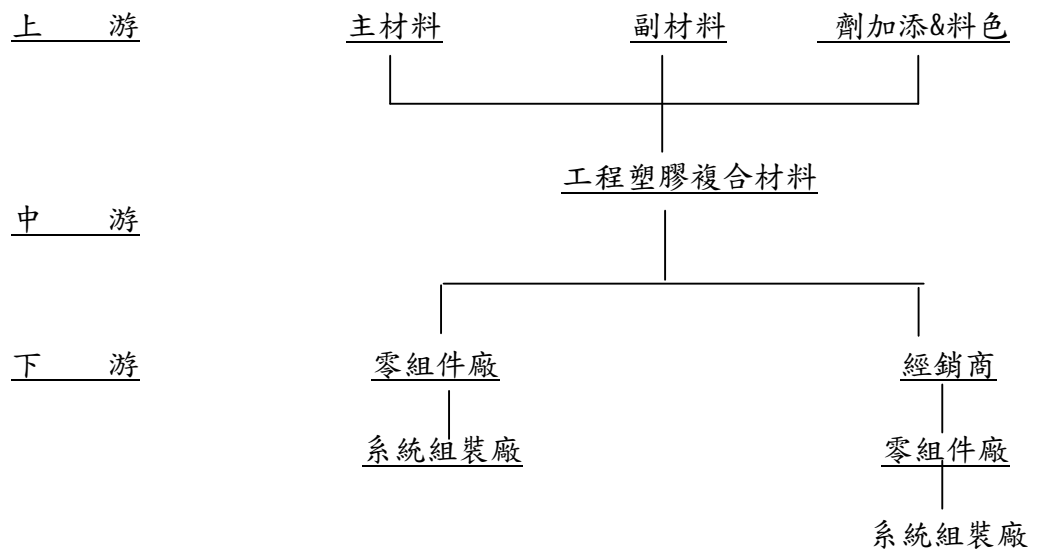 上 游 主材料 副材料 劑加添&料色
工程塑膠複合材料
中 游
下 游 零組件廠 經銷商
系統組裝廠 零組件廠
系統組裝廠